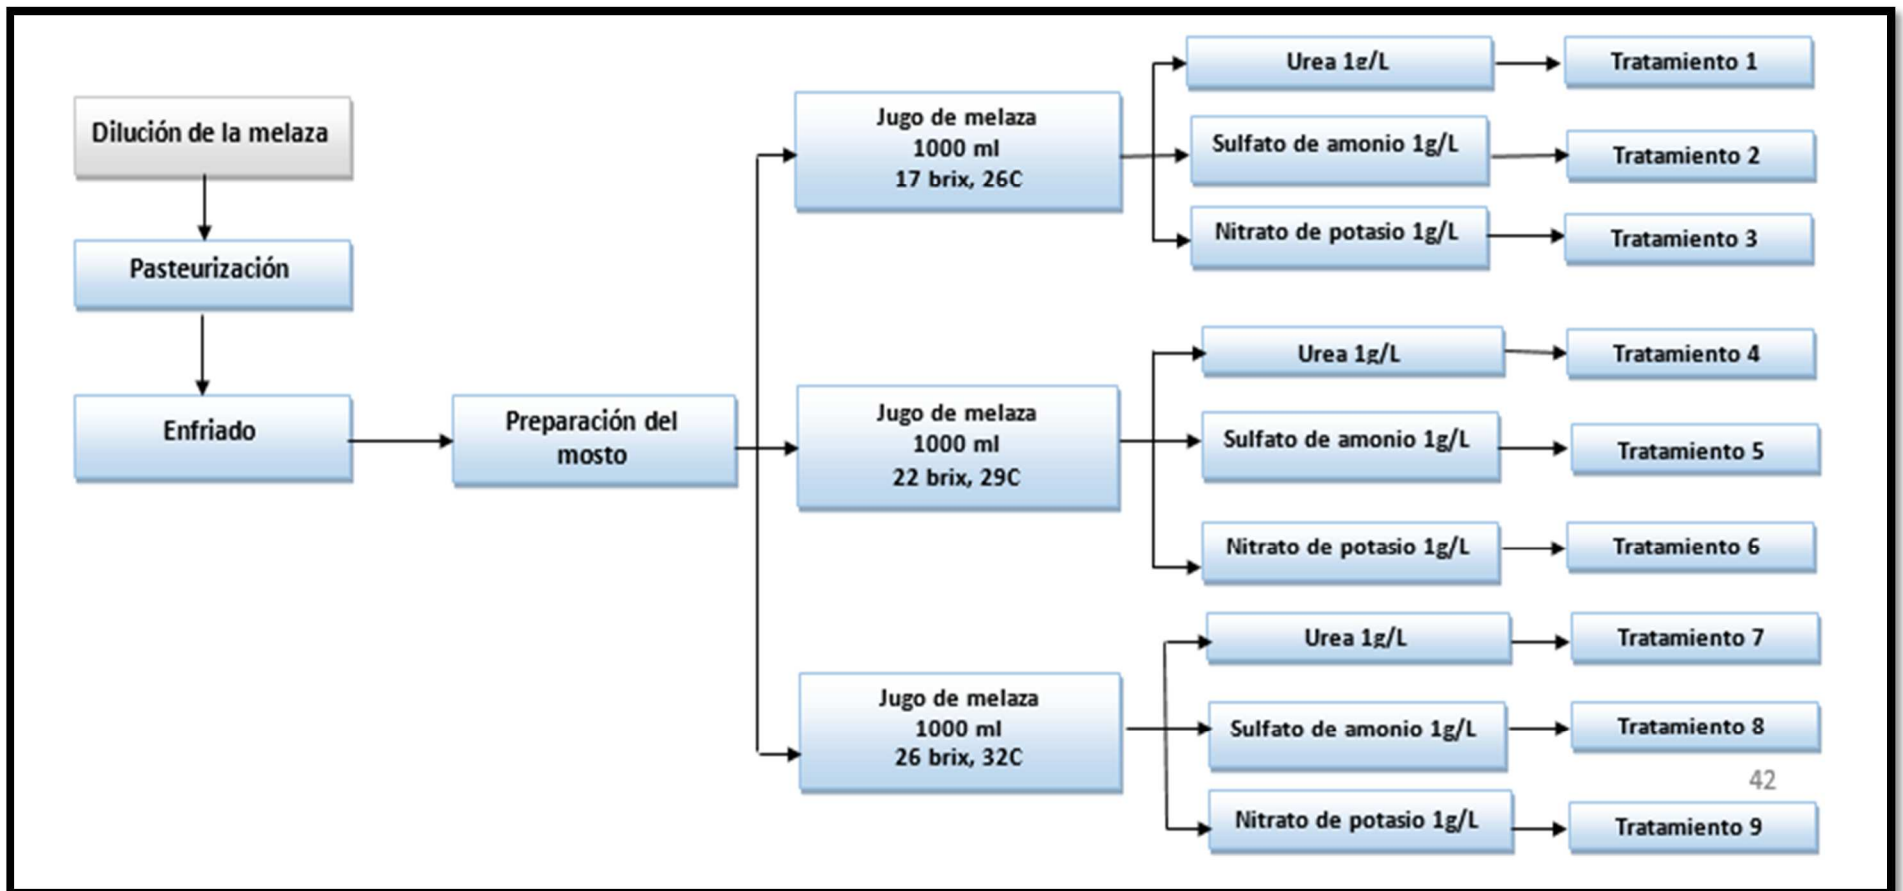 Dilución de la melaza
Pasteurización
Enfriado
Preparación del
mosto
Jugo de melaza
1000 ml
17 brix, 26C
Urea 1g/L
Tratamiento 1
Sulfato de amonio 1g/L
Tratamiento 2
Nitrato de potasio 1g/L
Tratamiento 3
Jugo de melaza
1000 ml
22 brix, 29C
Urea 1g/L
Tratamiento 4
Sulfato de amonio 1g/L
Tratamiento 5
Nitrato de potasio 1g/L
Tratamiento 6
Jugo de melaza
1000 ml
26 brix, 32C
Urea 1g/L
Tratamiento 7
Sulfato de amonio 1g/L
Tratamiento 8
42
Nitrato de potasio 1g/L
Tratamiento 9